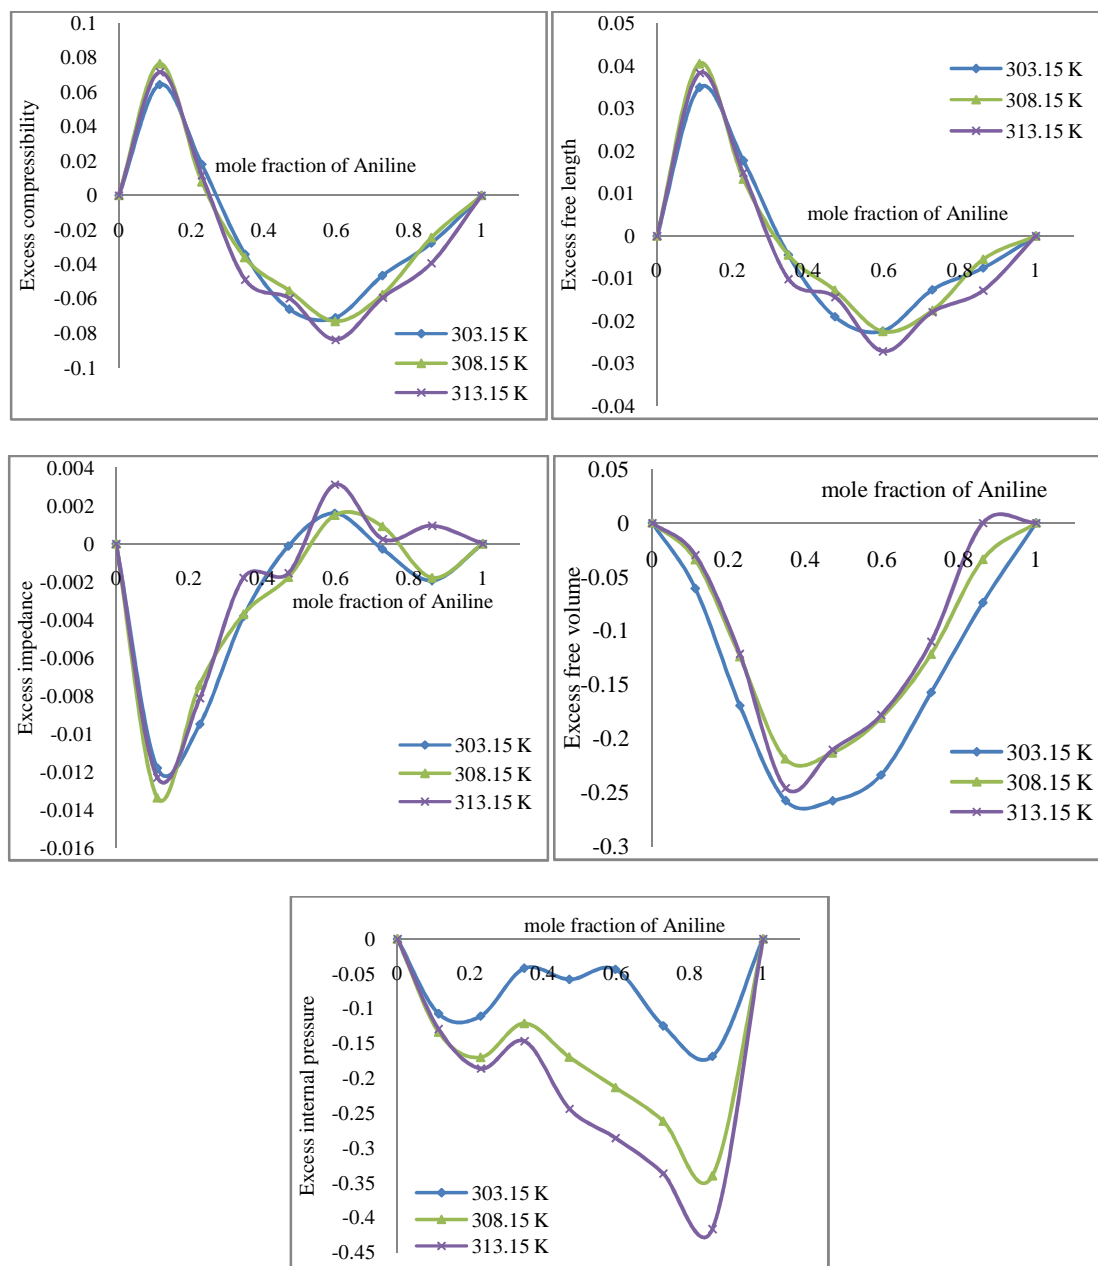 0.1
0.08
0.06
0.04
0.02
0
-0.02
-0.04
-0.06
-0.08
-0.1
Excess compressibility
mole fraction of Aniline
0 0.2 0.4 0.6 0.8 1
303.15 K
308.15 K
313.15 K
0.05
0.04
0.03
0.02
0.01
0
-0.01
-0.02
-0.03
-0.04
Excess free length
303.15 K
308.15 K
313.15 K
mole fraction of Aniline
0 0.2 0.4 0.6 0.8 1
0.004
0.002
0
-0.002
-0.004
-0.006
-0.008
-0.01
-0.012
-0.014
-0.016
Excess impedance
0 0.2 0.4 0.6 0.8 1
mole fraction of Aniline
303.15 K
308.15 K
313.15 K
0.05
0
-0.05
-0.1
-0.15
-0.2
-0.25
-0.3
Excess free volume
mole fraction of Aniline
0 0.2 0.4 0.6 0.8 1
303.15 K
308.15 K
313.15 K
mole fraction of Aniline
0
-0.05
-0.1
-0.15
-0.2
-0.25
-0.3
-0.35
-0.4
-0.45
Excess internal pressure
0 0.2 0.4 0.6 0.8 1
303.15 K
308.15 K
313.15 K